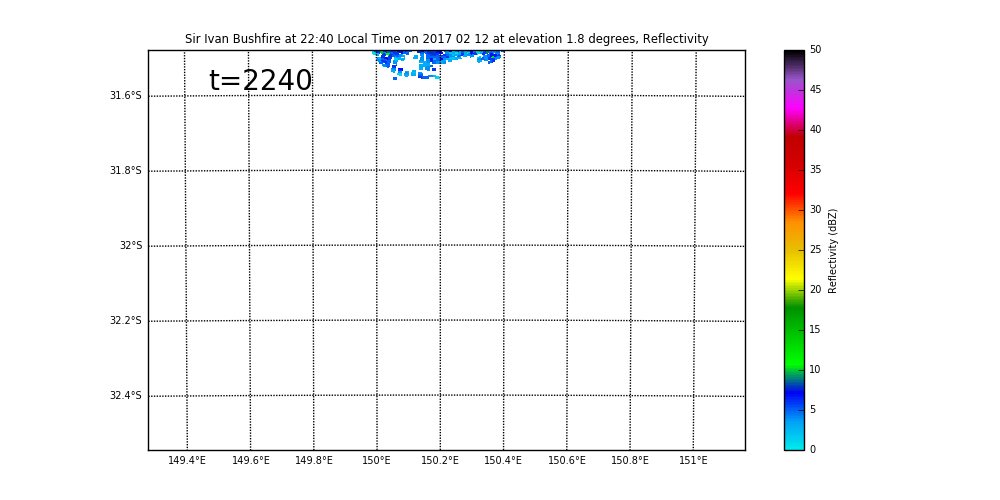 Sir Ivan Bushfire at 22:40 Local Time on 2017 02 12 at elevation 1.8 degrees, Reflectivity
t=2240
31.6°S
31.8°S
32°S
32.2°S
32.4°S
149.4°E 149.6°E 149.8°E 150°E 150.2°E 150.4°E 150.6°E 150.8°E 151°E
50
45
40
35
30
25
20
15
10
5
0
Reflectivity (dBZ)